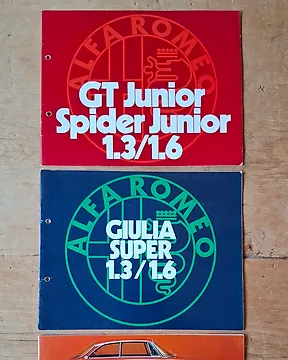 ALFA ROMEO
GT Junior
Spider Junior
1.3/1.6
ALFA ROMEO
GIULIA
SUPER
1.3/1.6